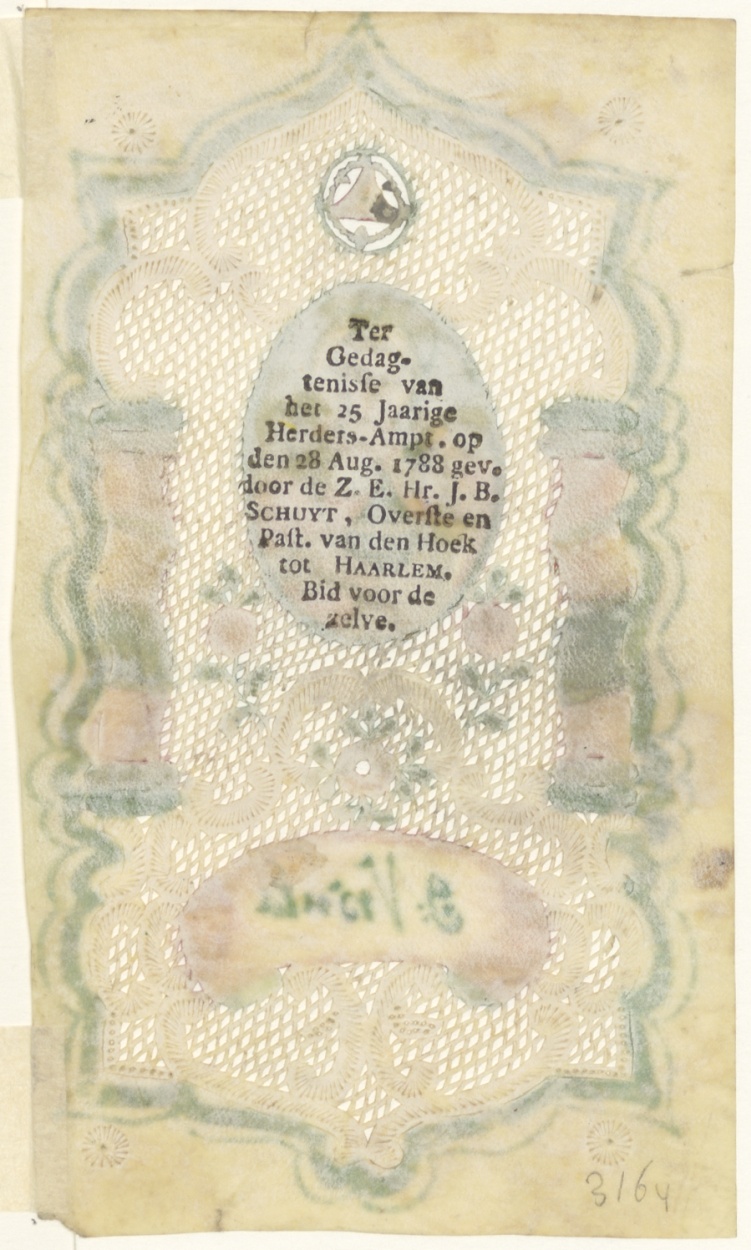 Ter
Gedag-
tenisſe van
het 25 Jaarige
Herders-Ampt. op
den 28 Aug. 1788 gev.
door de Z. E. Hr. J. B.
SCHUYT, Overſte en
Paſt. van den Hoek
tot HAARLEM.
Bid voor de
zelve.
S:
3164